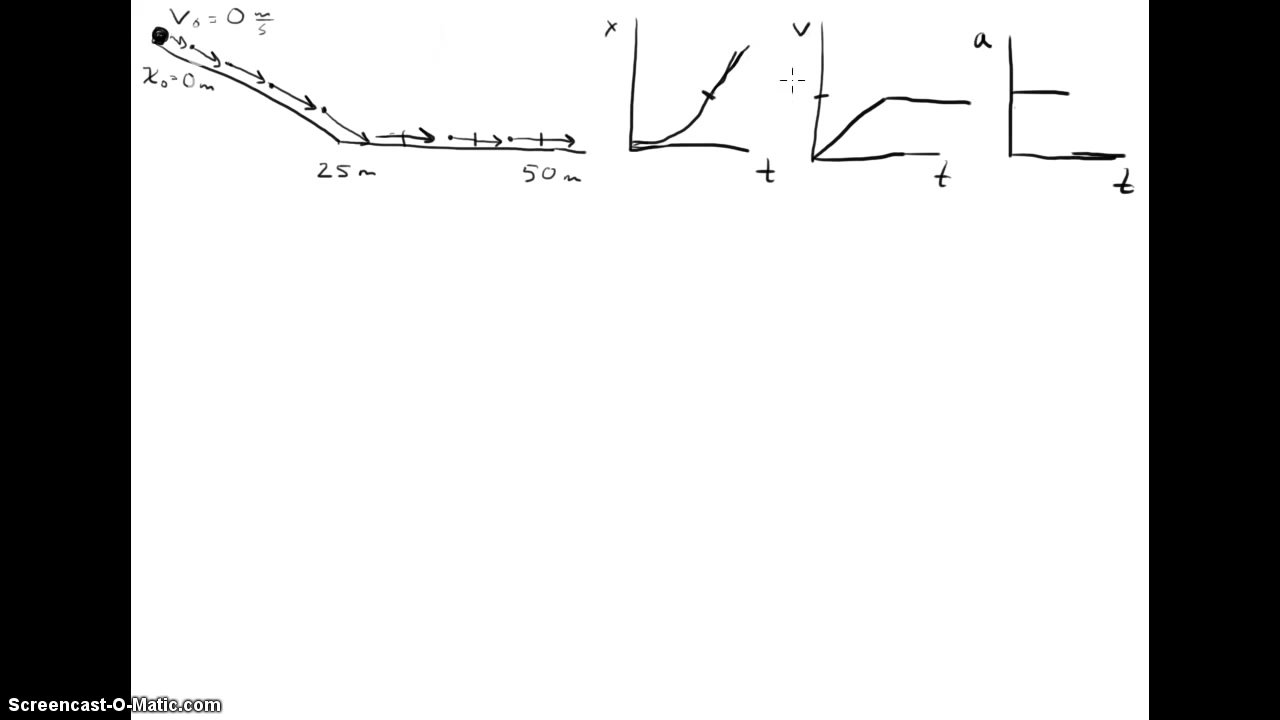 V₀ = 0 m/s
x₀ = 0 m
25 m
50 m
x
t
v
t
a
t
Screencast-O-Matic.com